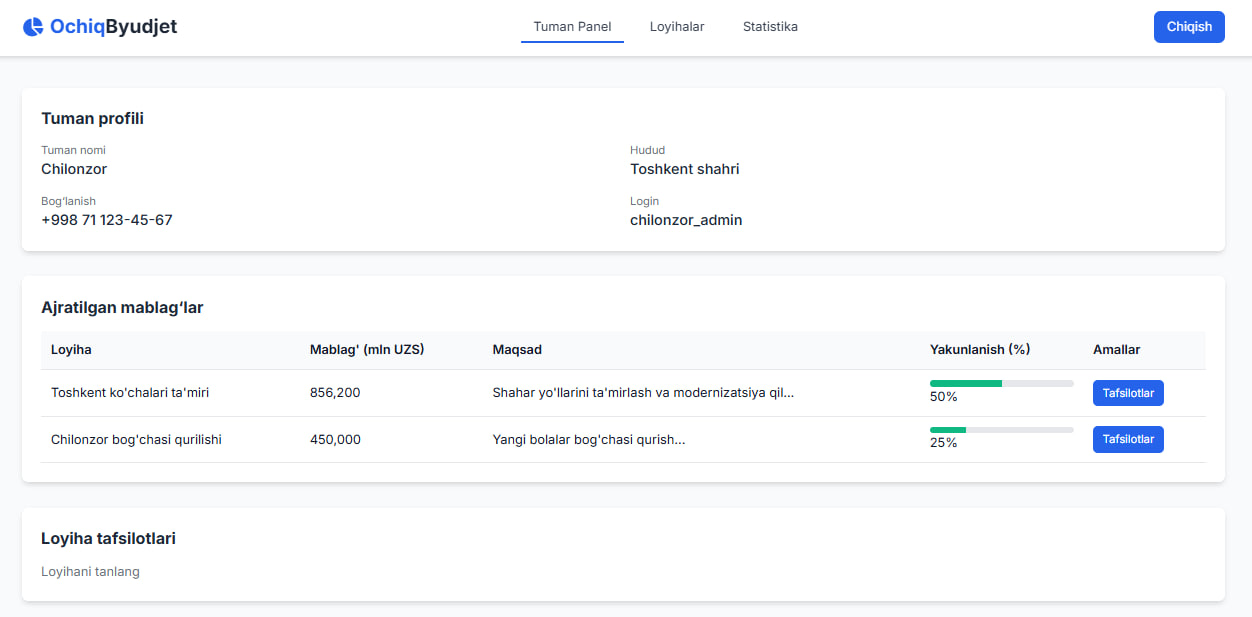 OchiqByudjet
Tuman Panel Loyihalar Statistika Chiqish
Tuman profili
Tuman nomi Hudud
Chilonzor Toshkent shahri
Bog‘lanish Login
+998 71 123-45-67 chilonzor_admin
Ajratilgan mablag‘lar
Loyiha Mablag' (mln UZS) Maqsad Yakunlanish (%) Amallar
Toshkent ko'chalari ta'miri 856,200 Shahar yo'llarini ta'mirlash va modernizatsiya qil... 50% Tafsilotlar
Chilonzor bog'chasi qurilishi 450,000 Yangi bolalar bog'chasi qurish... 25% Tafsilotlar
Loyiha tafsilotlari
Loyihani tanlang